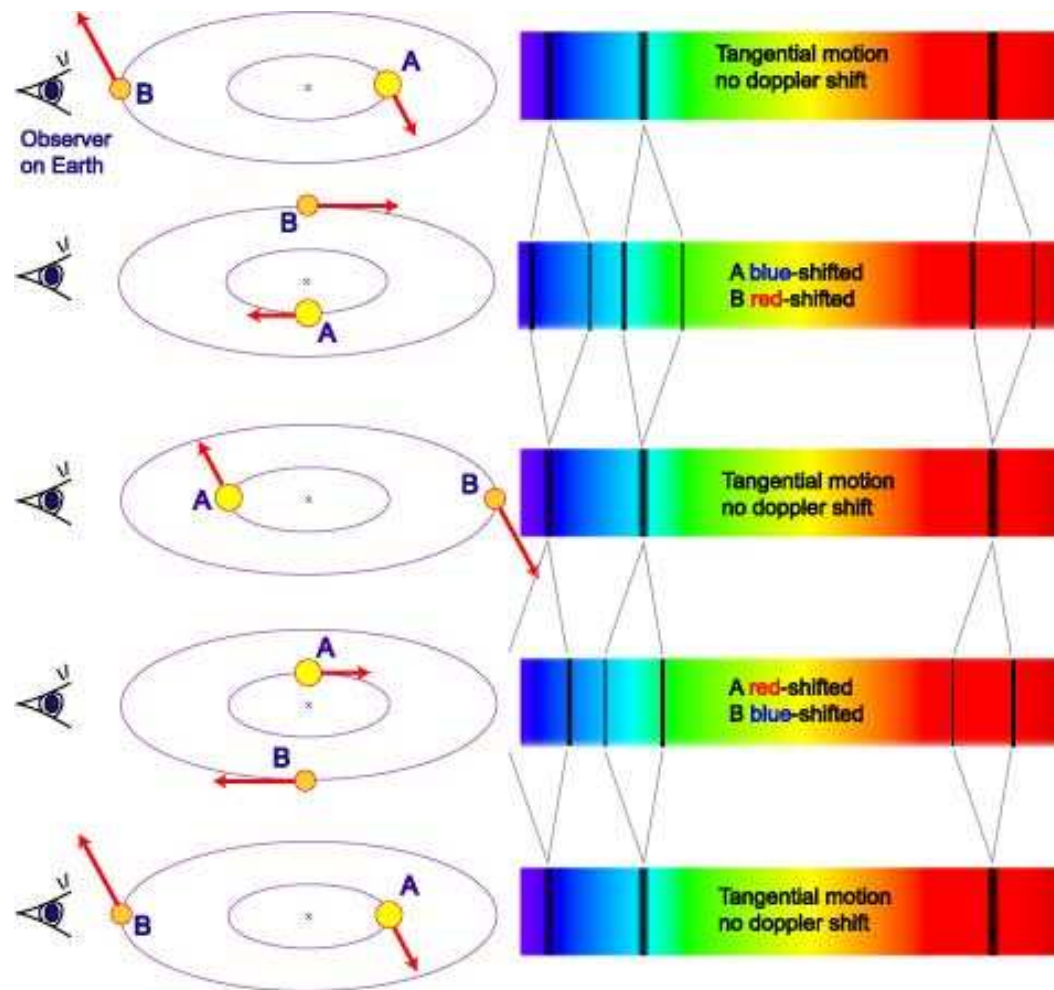 A
B
Observer
on Earth
Tangential motion
no doppler shift
B
A
A blue-shifted
B red-shifted
A
B
Tangential motion
no doppler shift
A
B
A red-shifted
B blue-shifted
A
B
Tangential motion
no doppler shift